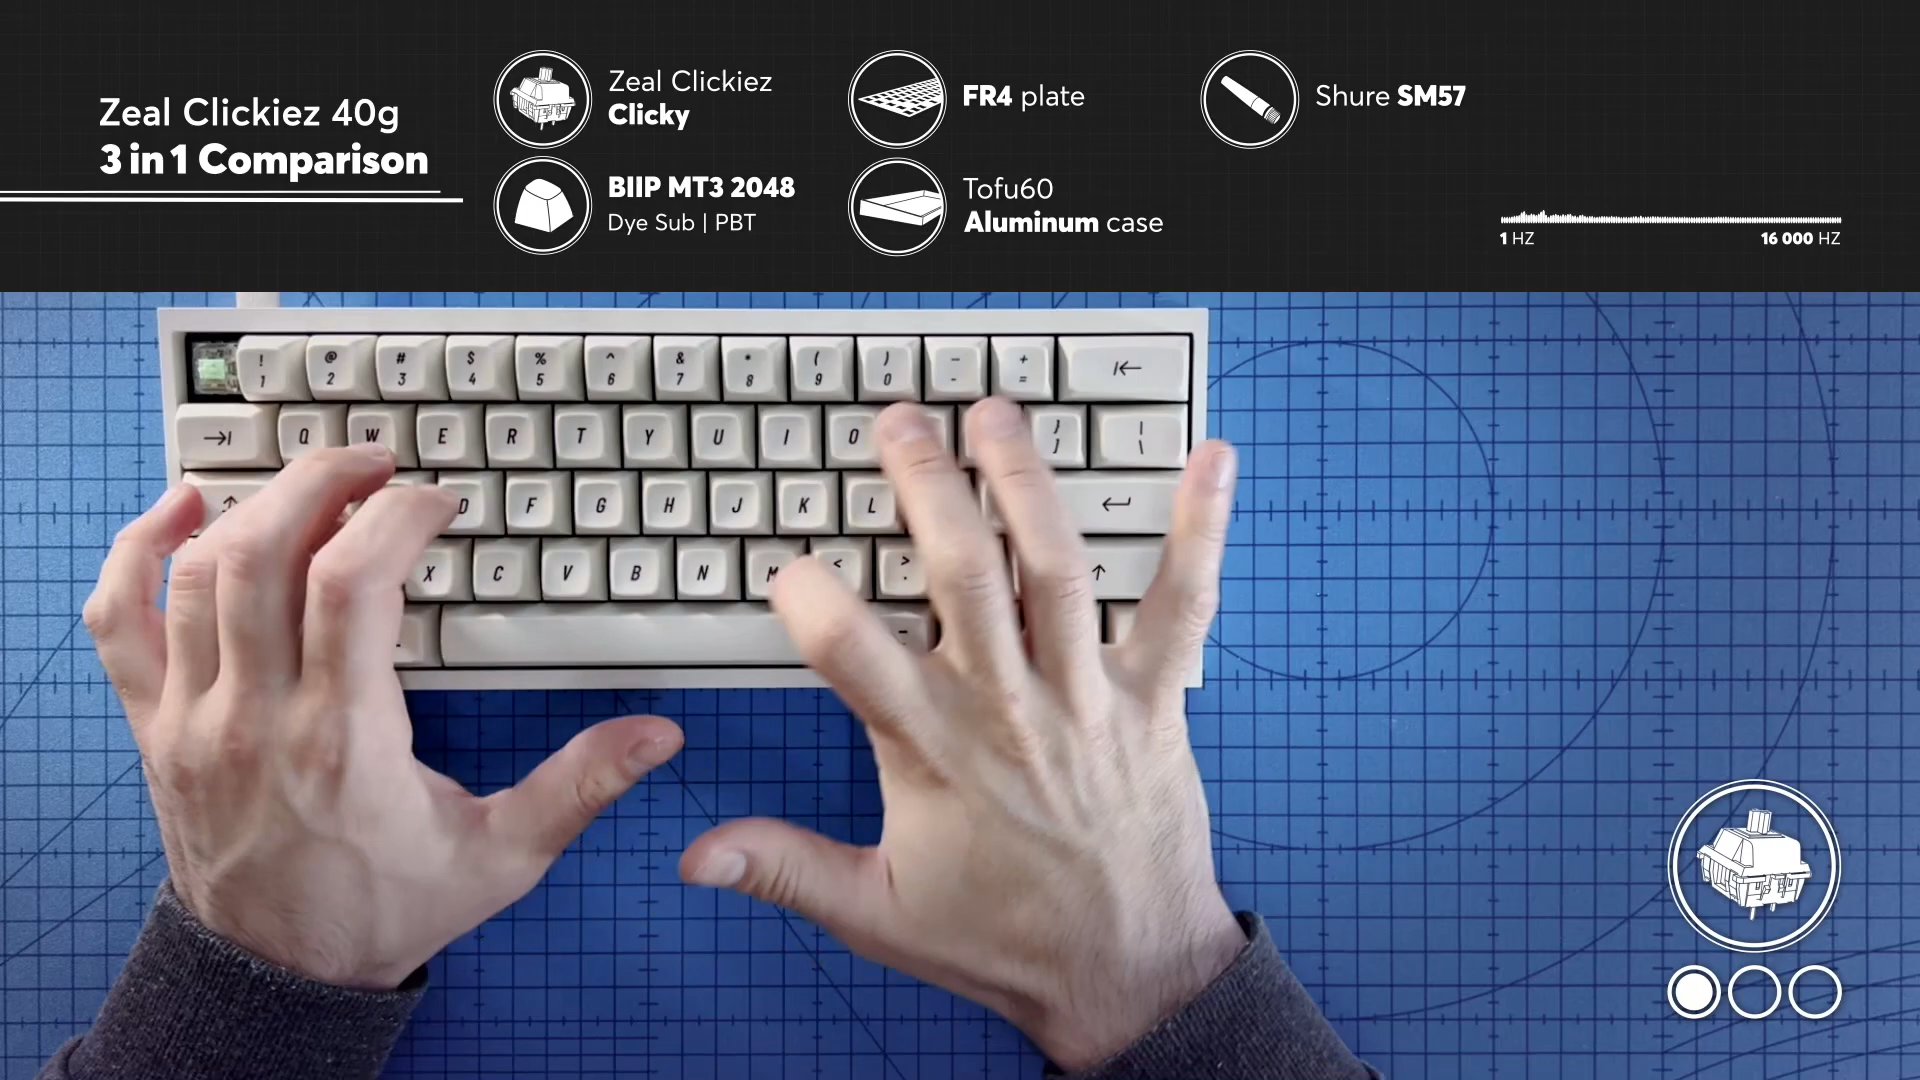 Zeal Clickiez 40g
3 in 1 Comparison
Zeal Clickiez
Clicky
BIIP MT3 2048
Dye Sub | PBT
FR4 plate
Tofu60
Aluminum case
Shure SM57
1 HZ
16 000 HZ
! @ # $ % ^ & * ( ) _ +
1 2 3 4 5 6 7 8 9 0 - =
Q W E R T Y U I O } |
] \
D F G H J K L
X C V B N M < >
.